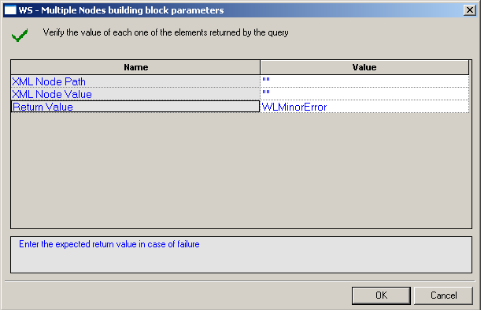 WS - Multiple Nodes building block parameters
Verify the value of each one of the elements returned by the query
Name Value
XML Node Path ""
XML Node Value ""
Return Value WLMinorError
Enter the expected return value in case of failure
OK Cancel